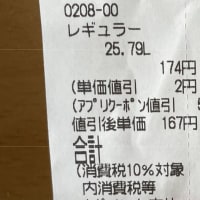 0208-00
レギュラー
25.79L
174円
(単価値引 2円
(アプリクーポン値引 5
値引後単価 167円
合計
(消費税10%対象
内消費税等